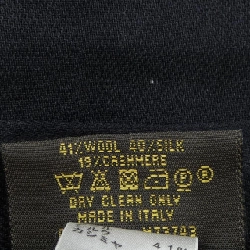 41%WOOL 40%SILK
19%CASHMERE
DRY CLEAN ONLY
MADE IN ITALY